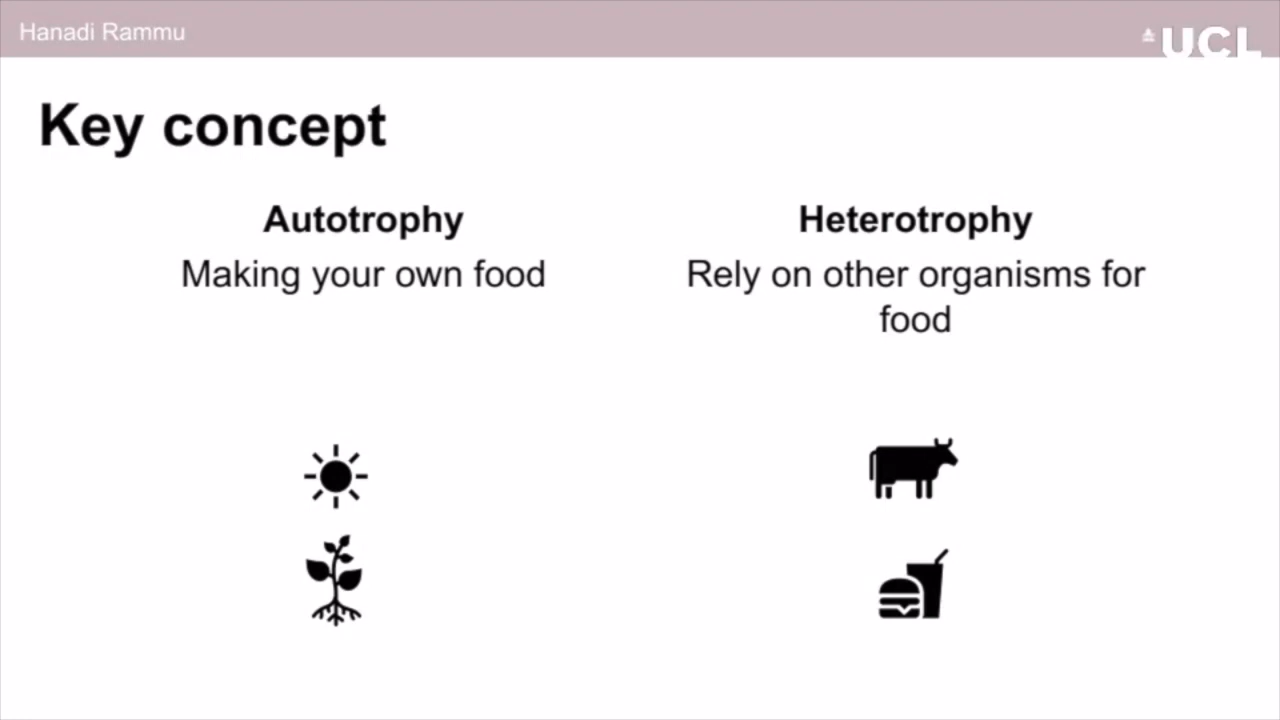 Hanadi Rammu
UCL
Key concept
Autotrophy
Making your own food
Heterotrophy
Rely on other organisms for
food